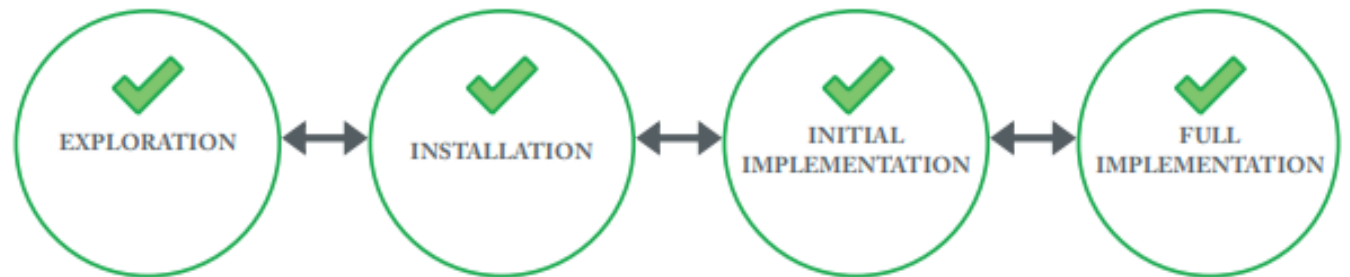 EXPLORATION
INSTALLATION
INITIAL
IMPLEMENTATION
FULL
IMPLEMENTATION